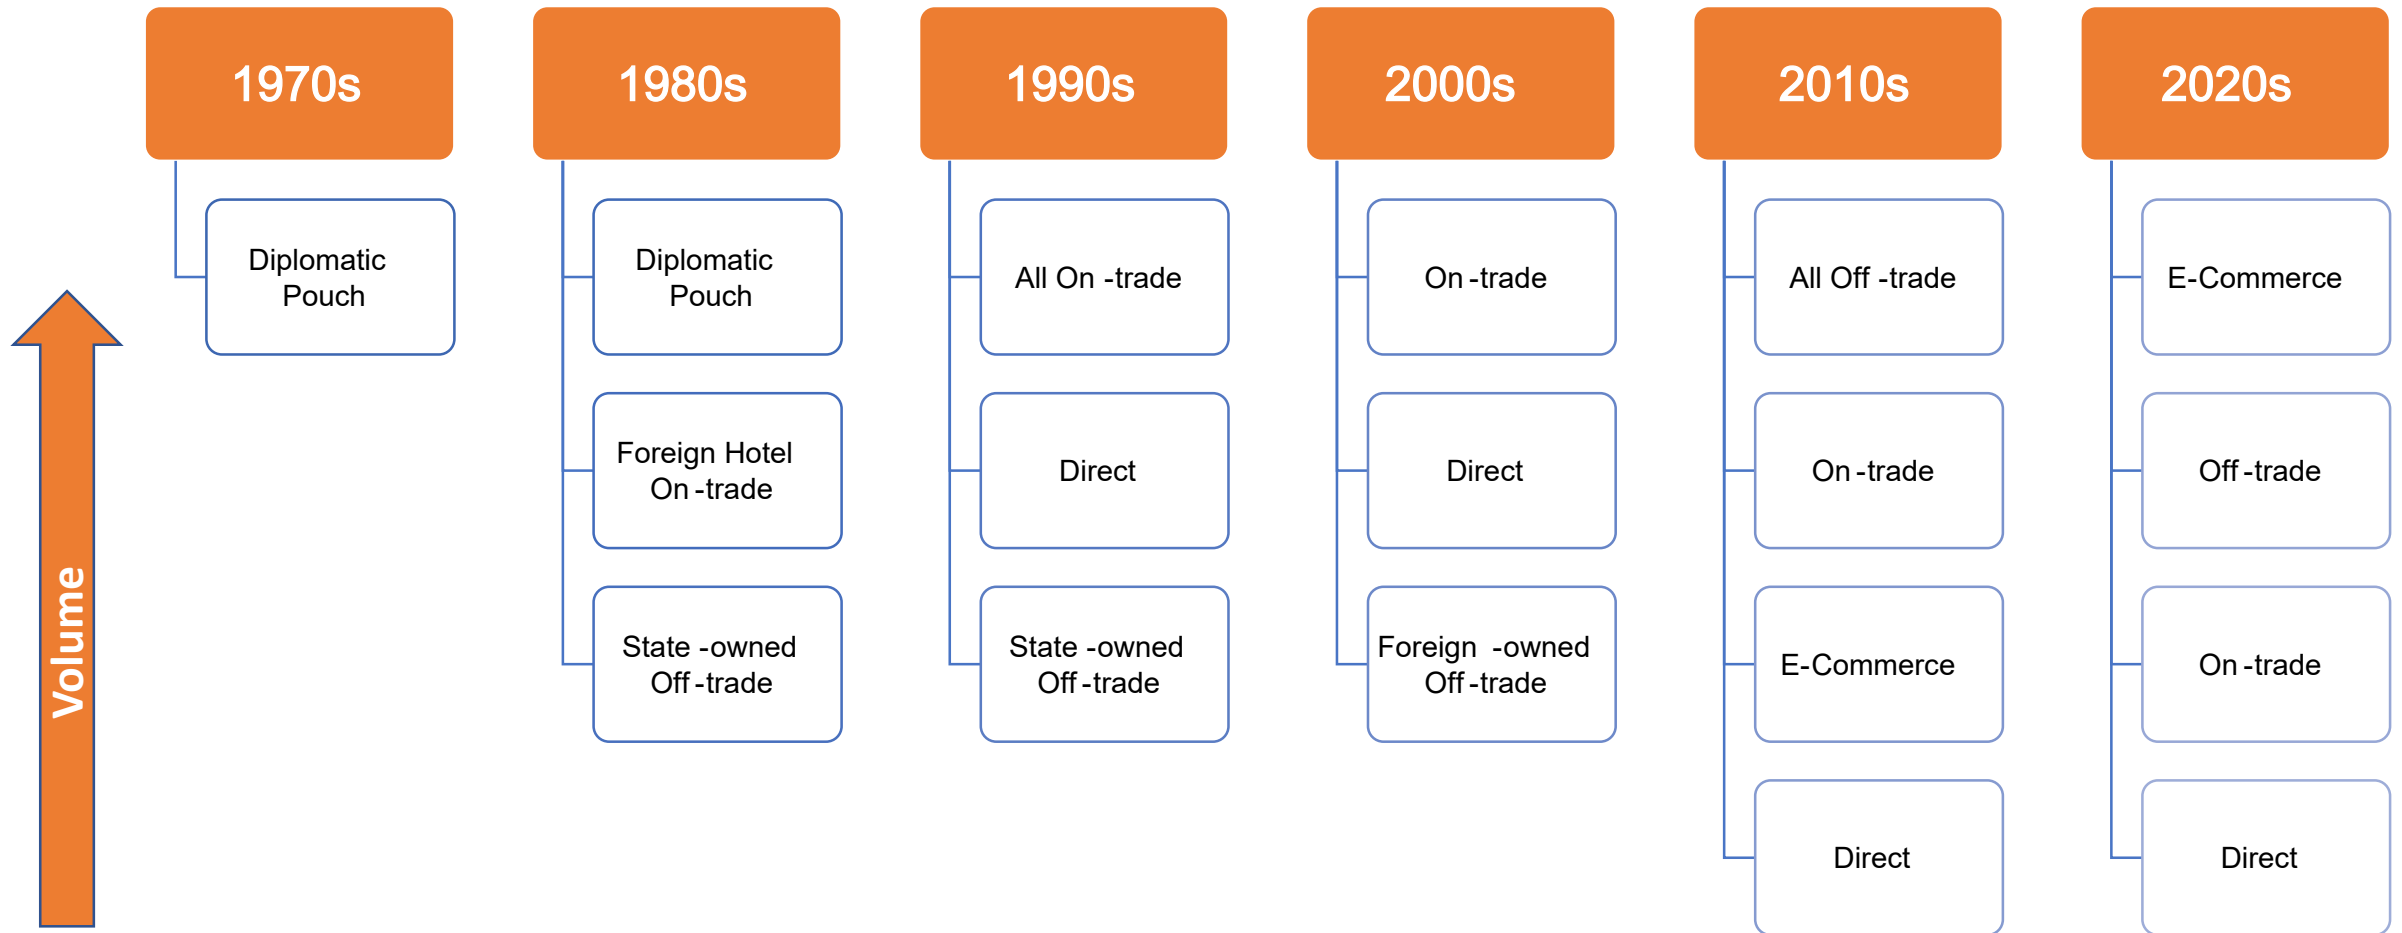 1970s
Diplomatic
Pouch
1980s
Diplomatic
Pouch
Foreign Hotel
On-trade
State-owned
Off-trade
1990s
All On-trade
Direct
State-owned
Off-trade
2000s
On-trade
Direct
Foreign-owned
Off-trade
2010s
All Off-trade
On-trade
E-Commerce
Direct
2020s
E-Commerce
Off-trade
On-trade
Direct
Volume